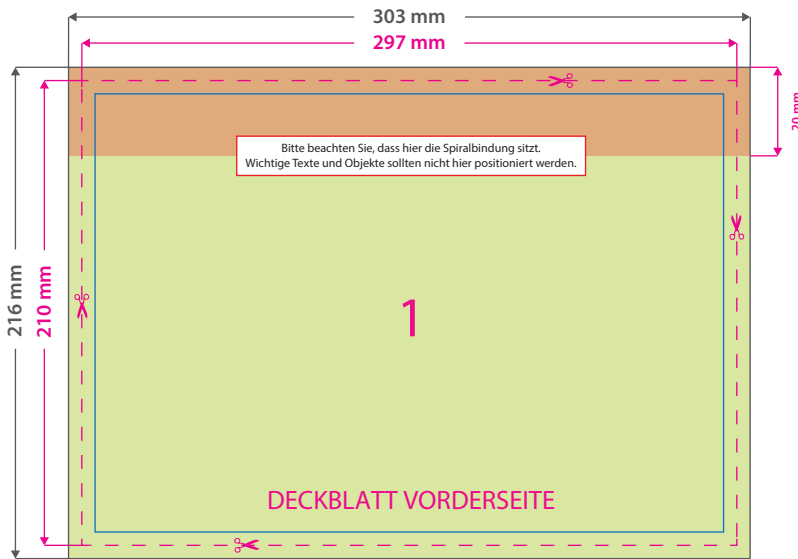 303 mm
297 mm
20 mm
Bitte beachten Sie, dass hier die Spiralbindung sitzt.
Wichtige Texte und Objekte sollten nicht hier positioniert werden.
216 mm
210 mm
1
DECKBLATT VORDERSEITE